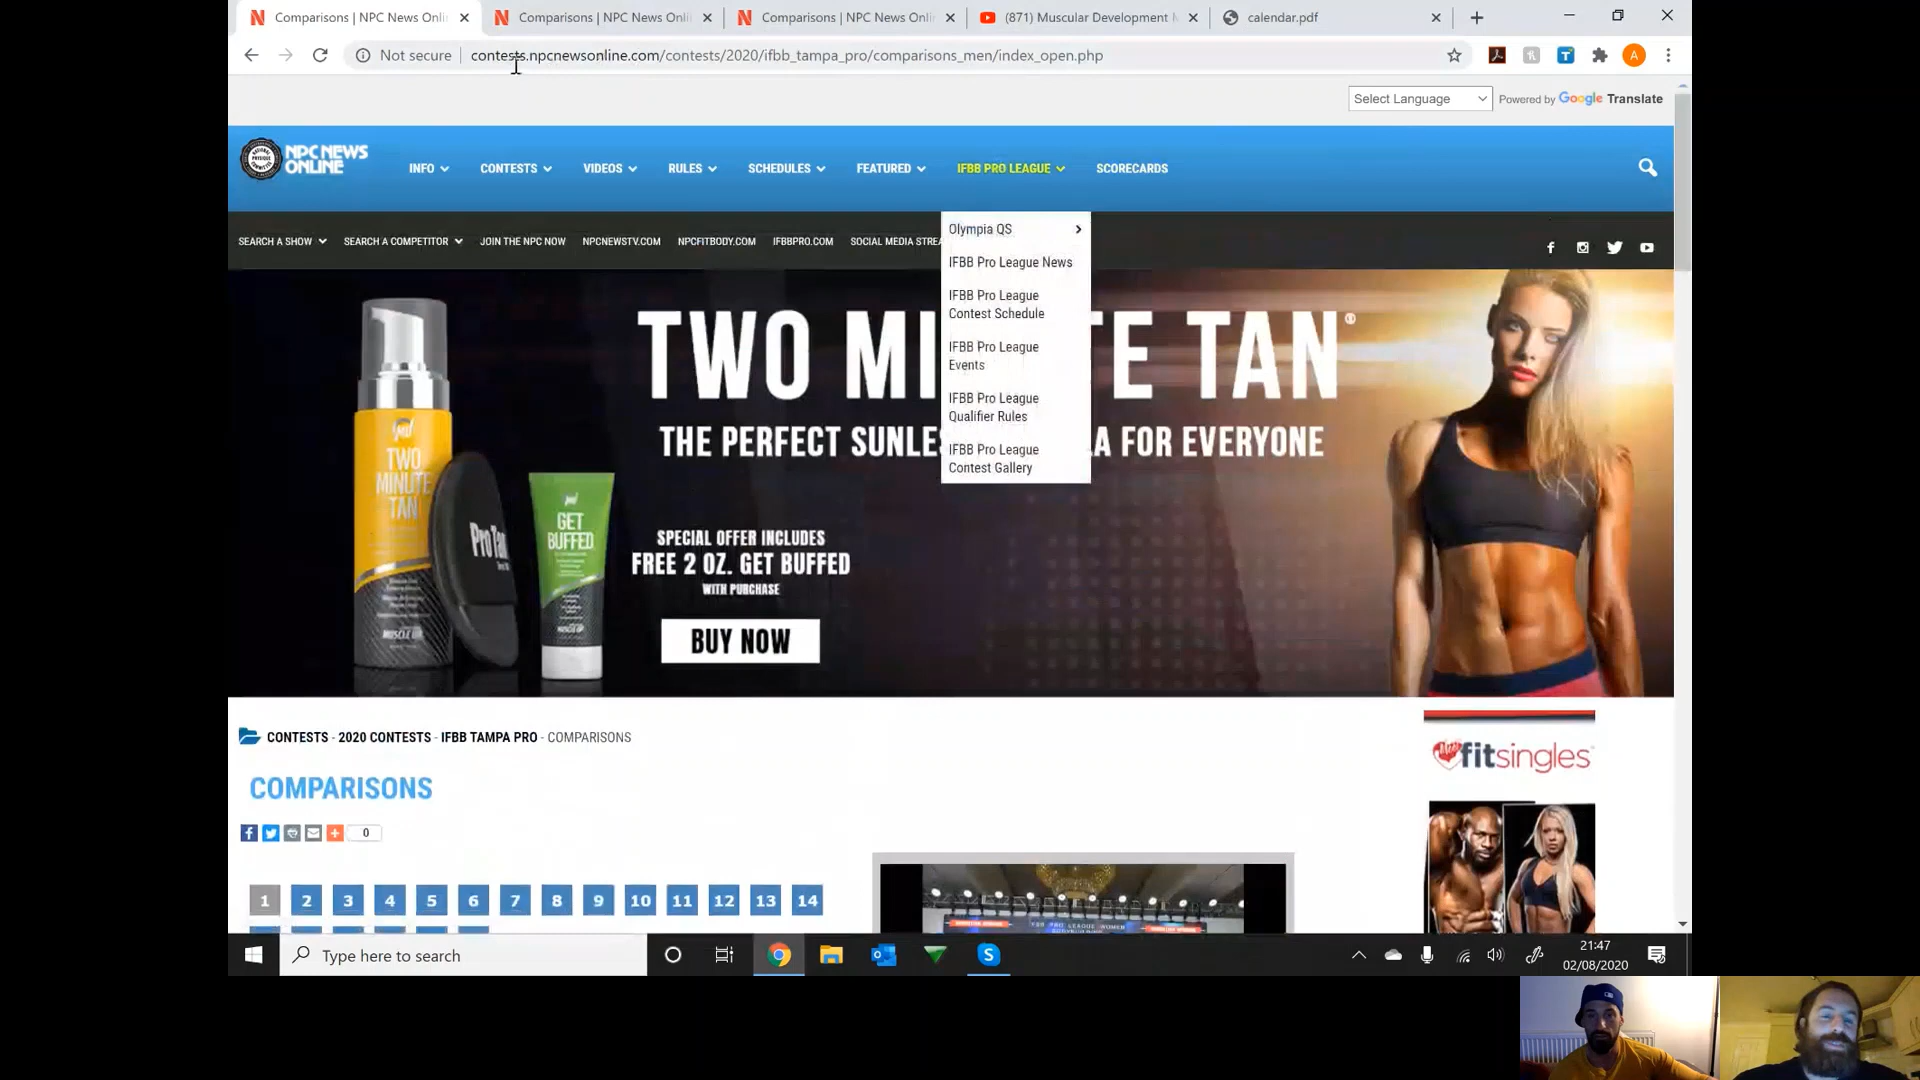 Comparisons | NPC News Onli
Comparisons | NPC News Onli
Comparisons | NPC News Onli
(871) Muscular Development
calendar.pdf
Not secure
contests.npcnewsonline.com/contests/2020/ifbb_tampa_pro/comparisons_men/index_open.php
A
Select Language
Powered by Google Translate
NPC NEWS
ONLINE
INFO
CONTESTS
VIDEOS
RULES
SCHEDULES
FEATURED
IFBB PRO LEAGUE
SCORECARDS
SEARCH A SHOW
SEARCH A COMPETITOR
JOIN THE NPC NOW
NPCNEWSTV.COM
NPCFITBODY.COM
IFBBPRO.COM
SOCIAL MEDIA STREA
Olympia QS
IFBB Pro League News
IFBB Pro League
Contest Schedule
IFBB Pro League
Events
IFBB Pro League
Qualifier Rules
IFBB Pro League
Contest Gallery
TWO MI E TAN®
THE PERFECT SUNLES A FOR EVERYONE
TWO
MINUTE
TAN
MUSCLE UP
Pro Tan
GET
BUFFED
SPECIAL OFFER INCLUDES
FREE 2 OZ. GET BUFFED
WITH PURCHASE
BUY NOW
CONTESTS - 2020 CONTESTS - IFBB TAMPA PRO - COMPARISONS
COMPARISONS
0
1 2 3 4 5 6 7 8 9 10 11 12 13 14
fitsingles
Type here to search
21:47
02/08/2020